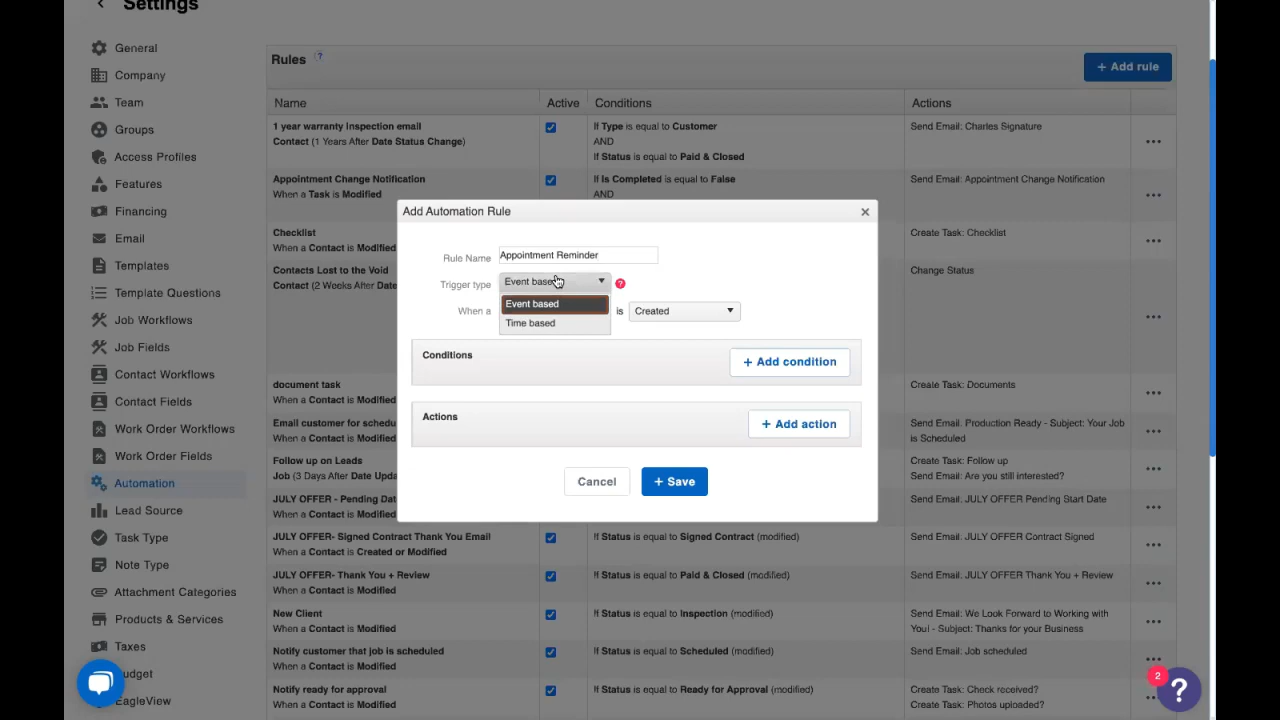 Settings
General
Company
Team
Groups
Access Profiles
Features
Financing
Email
Templates
Template Questions
Job Workflows
Job Fields
Contact Workflows
Contact Fields
Work Order Workflows
Work Order Fields
Automation
Lead Source
Task Type
Note Type
Attachment Categories
Products & Services
Taxes
udget
EagleView
Rules ?
+ Add rule
Name Active Conditions Actions
1 year warranty Inspection email
Contact (1 Years After Date Status Change)
If Type is equal to Customer
AND
If Status is equal to Paid & Closed
Send Email: Charles Signature
Appointment Change Notification
When a Task is Modified
If Is Completed is equal to False
AND
Send Email: Appointment Change Notification
Checklist
When a Contact is Modified
Create Task: Checklist
Contacts Lost to the Void
Contact (2 Weeks After Date
Change Status
document task
When a Contact is Modified
Create Task: Documents
Email customer for schedu
When a Contact is Modified
Send Email: Production Ready - Subject: Your Job
is Scheduled
Follow up on Leads
Job (3 Days After Date Upda
Create Task: Follow up
Send Email: Are you still interested?
JULY OFFER - Pending Dat
When a Contact is Modified
Send Email: JULY OFFER Pending Start Date
JULY OFFER- Signed Contract Thank You Email
When a Contact is Created or Modified
If Status is equal to Signed Contract (modified)
Send Email: JULY OFFER Contract Signed
JULY OFFER- Thank You + Review
When a Contact is Modified
If Status is equal to Paid & Closed (modified)
Send Email: JULY OFFER Thank You + Review
New Client
When a Contact is Modified
If Status is equal to Inspection (modified)
Send Email: We Look Forward to Working with
You! - Subject: Thanks for your Business
Notify customer that job is scheduled
When a Contact is Modified
If Status is equal to Scheduled (modified)
Send Email: Job scheduled
Notify ready for approval
When a Contact is Modified
If Status is equal to Ready for Approval (modified)
Create Task: Check received?
Create Task: Photos uploaded?
Add Automation Rule
Rule Name Appointment Reminder
Trigger type Event based ?
Event based
Time based
When a is Created
Conditions
+ Add condition
Actions
+ Add action
Cancel
+ Save
2
?